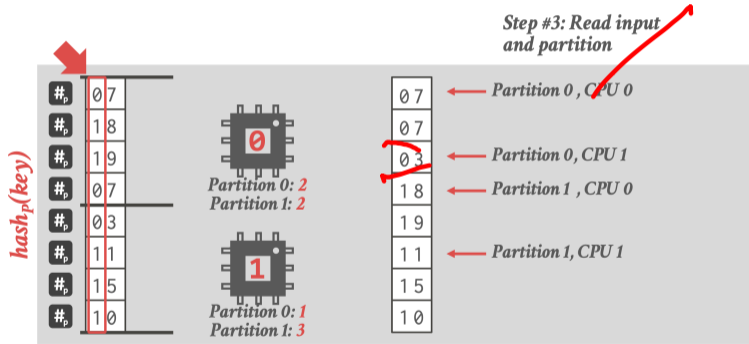 Step #3: Read input
and partition
hashp(key)
#p 07
#p 18
#p 19
#p 07
#p 03
#p 11
#p 15
#p 10
0
Partition 0: 2
Partition 1: 2
1
Partition 0: 1
Partition 1: 3
07 Partition 0 , CPU 0
07
03 Partition 0, CPU 1
18 Partition 1 , CPU 0
19
11 Partition 1, CPU 1
15
10